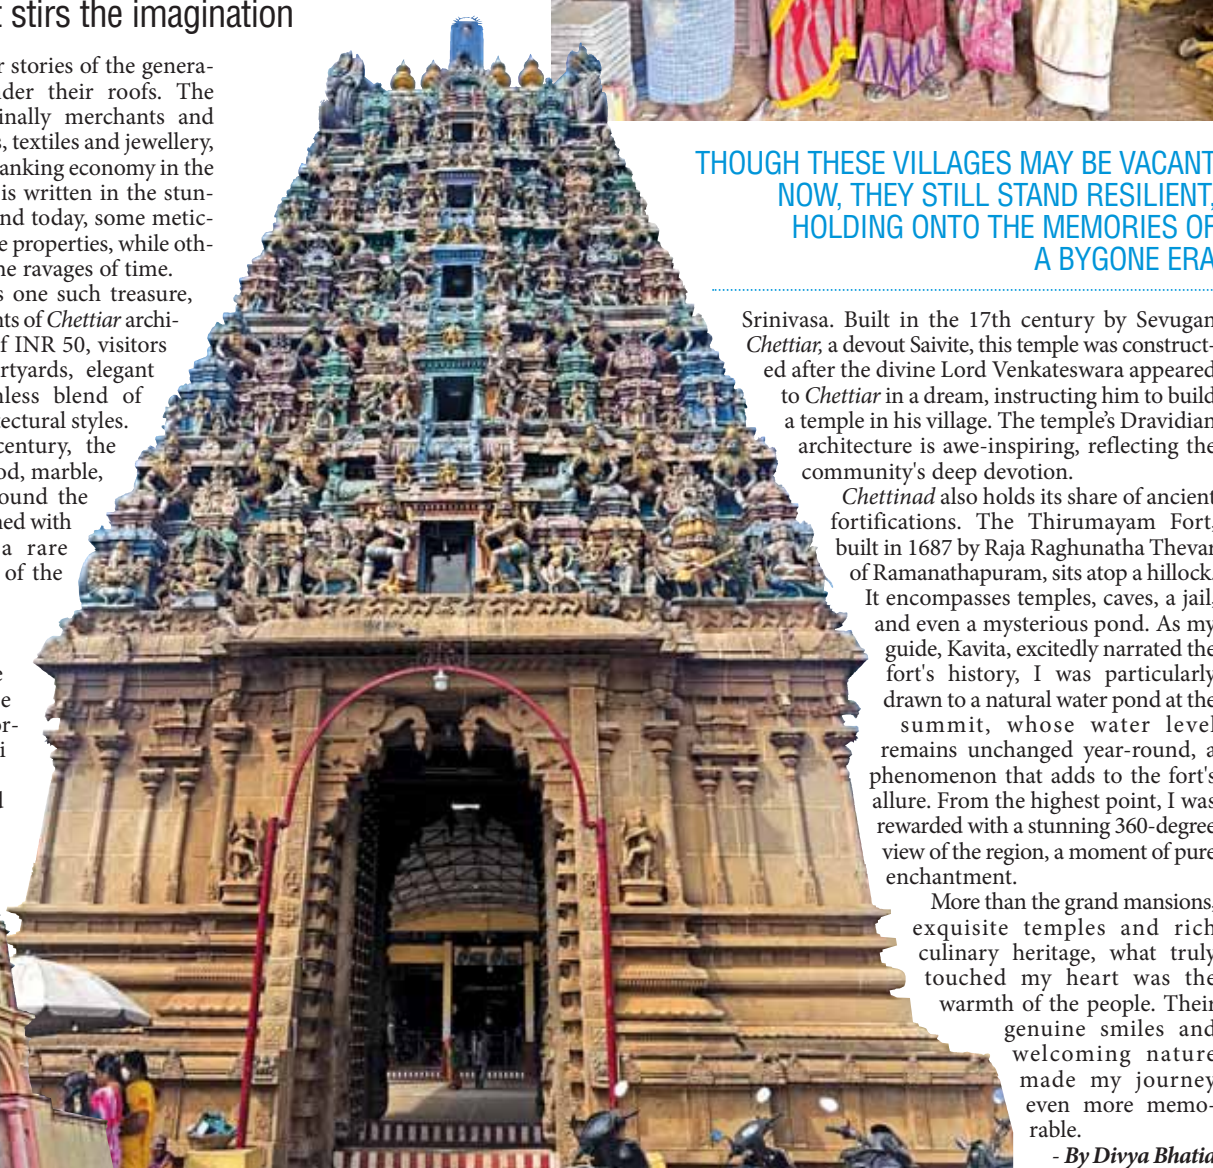 t stirs the imagination
r stories of the genera-
nder their roofs. The
inally merchants and
s, textiles and jewellery,
anking economy in the
is written in the stun-
nd today, some metic-
e properties, while oth-
ne ravages of time.
s one such treasure,
nts of Chettiar archi-
f INR 50, visitors
rtyards, elegant
nless blend of
ectural styles.
century, the
od, marble,
ound the
ned with
a rare
of the
e
e
or-
i
d
THOUGH THESE VILLAGES MAY BE VACANT
NOW, THEY STILL STAND RESILIENT,
HOLDING ONTO THE MEMORIES OF
A BYGONE ERA
Srinivasa. Built in the 17th century by Sevugan
Chettiar, a devout Saivite, this temple was construct-
ed after the divine Lord Venkateswara appeared
to Chettiar in a dream, instructing him to build
a temple in his village. The temple's Dravidian
architecture is awe-inspiring, reflecting the
community's deep devotion.
Chettinad also holds its share of ancient
fortifications. The Thirumayam Fort,
built in 1687 by Raja Raghunatha Thevar
of Ramanathapuram, sits atop a hillock.
It encompasses temples, caves, a jail,
and even a mysterious pond. As my
guide, Kavita, excitedly narrated the
fort's history, I was particularly
drawn to a natural water pond at the
summit, whose water level
remains unchanged year-round, a
phenomenon that adds to the fort's
allure. From the highest point, I was
rewarded with a stunning 360-degree
view of the region, a moment of pure
enchantment.
More than the grand mansions,
exquisite temples and rich
culinary heritage, what truly
touched my heart was the
warmth of the people. Their
genuine smiles and
welcoming nature
made my journey
even more memo-
rable.
- By Divya Bhatia